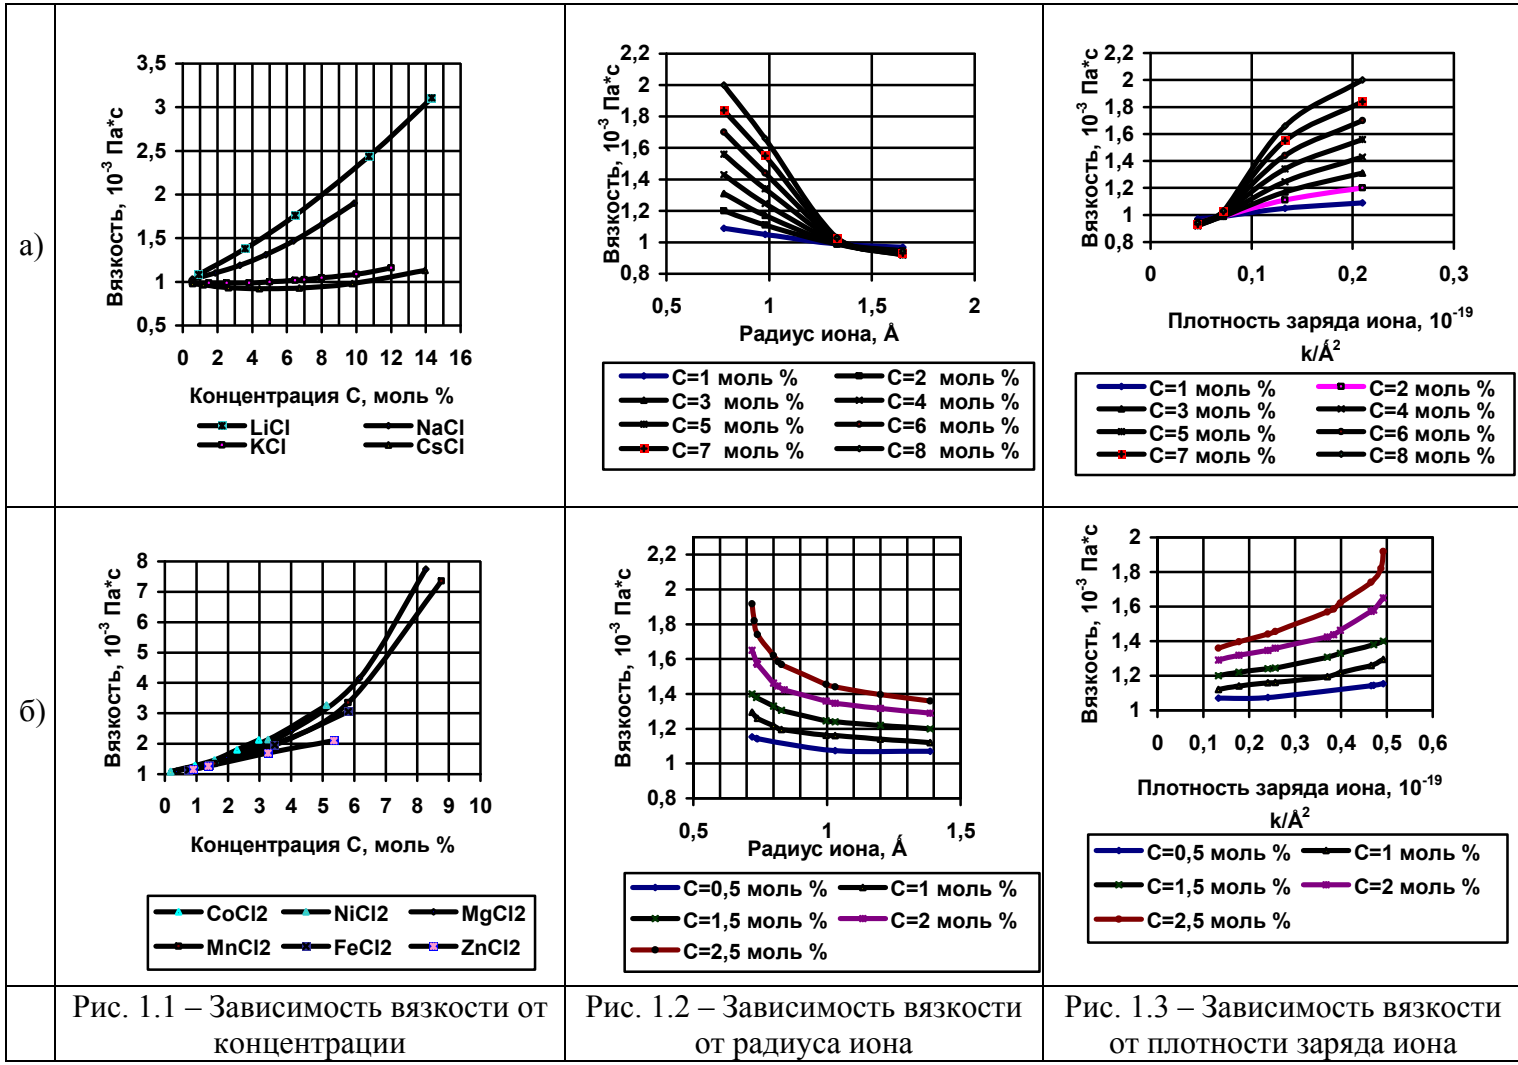 а)
Вязкость, 10⁻³ Па*с
3,5
3
2,5
2
1,5
1
0,5
0 2 4 6 8 10 12 14 16
Концентрация С, моль %
LiCl NaCl
KCl CsCl
Вязкость, 10⁻³ Па*с
2,2
2
1,8
1,6
1,4
1,2
1
0,8
0,5 1 1,5 2
Радиус иона, Å
С=1 моль % С=2 моль %
С=3 моль % С=4 моль %
С=5 моль % С=6 моль %
С=7 моль % С=8 моль %
Вязкость, 10⁻³ Па*с
2,2
2
1,8
1,6
1,4
1,2
1
0,8
0 0,1 0,2 0,3
Плотность заряда иона, 10⁻¹⁹
k/Å²
С=1 моль % С=2 моль %
С=3 моль % С=4 моль %
С=5 моль % С=6 моль %
С=7 моль % С=8 моль %
б)
Вязкость, 10⁻³ Па*с
8
7
6
5
4
3
2
1
0 1 2 3 4 5 6 7 8 9 10
Концентрация С, моль %
CoCl2 NiCl2 MgCl2
MnCl2 FeCl2 ZnCl2
Вязкость, 10⁻³ Па*с
2,2
2
1,8
1,6
1,4
1,2
1
0,8
0,5 1 1,5
Радиус иона, Å
С=0,5 моль % С=1 моль %
С=1,5 моль % С=2 моль %
С=2,5 моль %
Вязкость, 10⁻³ Па*с
2
1,8
1,6
1,4
1,2
1
0 0,1 0,2 0,3 0,4 0,5 0,6
Плотность заряда иона, 10⁻¹⁹
k/Å²
С=0,5 моль % С=1 моль %
С=1,5 моль % С=2 моль %
С=2,5 моль %
Рис. 1.1 – Зависимость вязкости от
концентрации
Рис. 1.2 – Зависимость вязкости
от радиуса иона
Рис. 1.3 – Зависимость вязкости
от плотности заряда иона